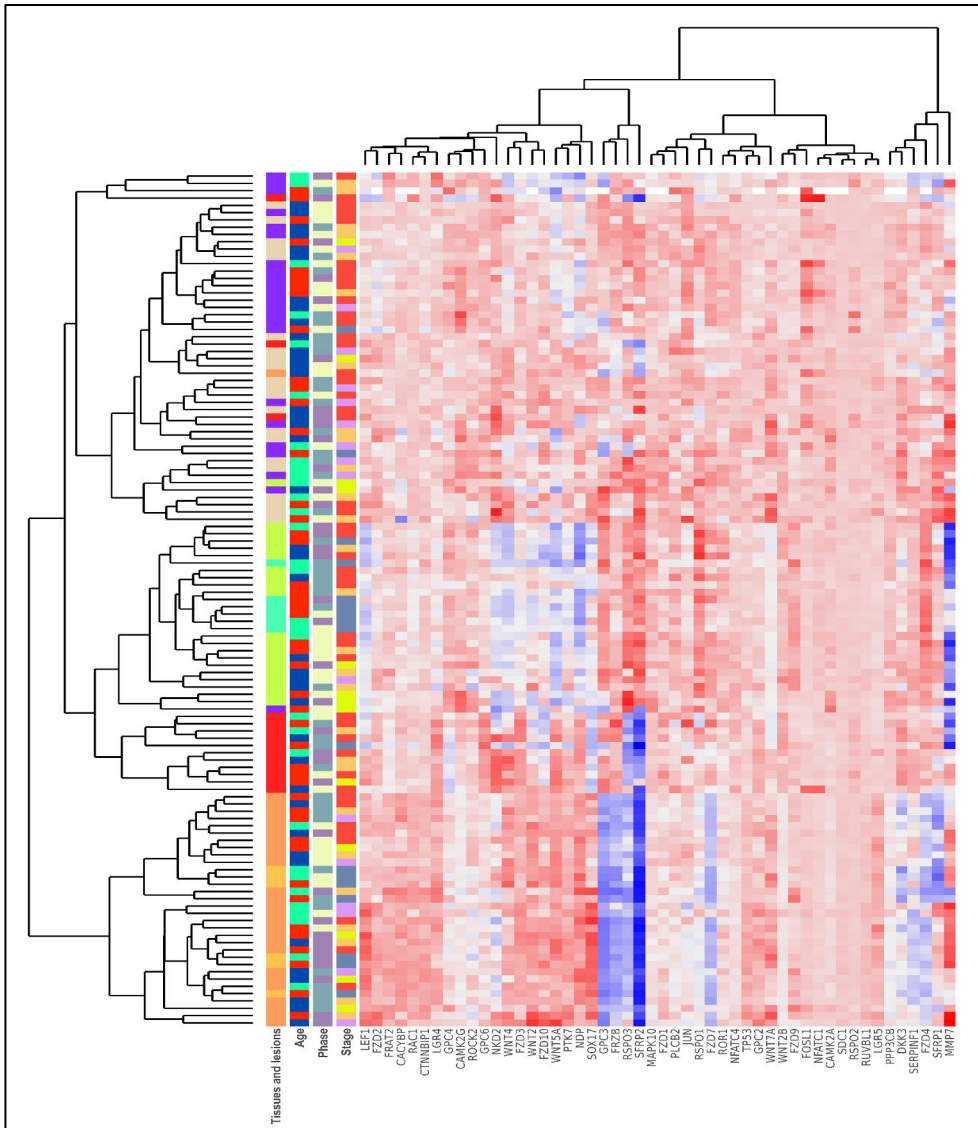 Tissues and lesions
Age
Phase
Stage
LEF1
FZD2
FRAT2
CACYBP
RAC1
CTNNBIP1
LGR4
GPC4
CAMK2G
ROCK2
GPC6
NKD2
WNT4
FZD3
WNT2
FZD10
WNT5A
PTK7
NDP
SOX17
GPC3
FRZB
RSPO3
SFRP2
MAPK10
FZD1
PLCB2
JUN
RSPO1
FZD7
ROR1
NFATC4
TP53
GPC2
WNT7A
WNT2B
FZD9
FOSL1
NFATC1
CAMK2A
SDC1
RSPO2
RUVBL1
LGR5
PPP3CB
DKK3
SERPINF1
FZD4
SFRP1
MMP7